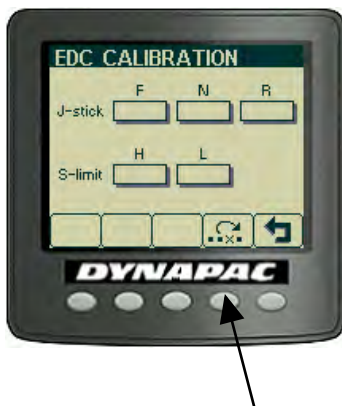 EDC CALIBRATION
F N R
J-stick
H L
S-limit
DYNAPAC